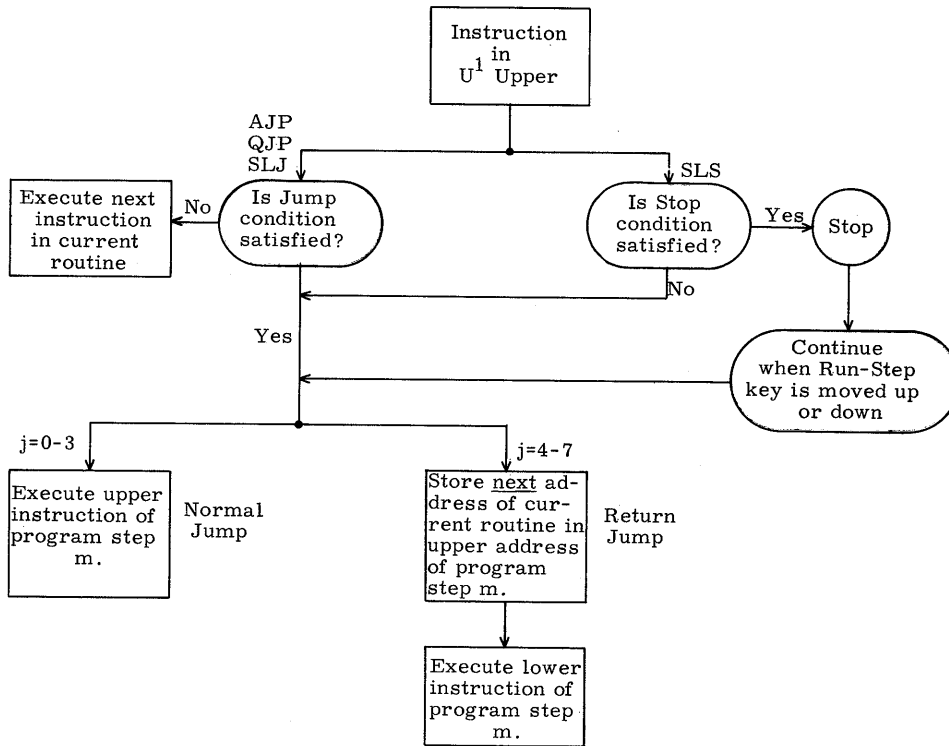 Instruction
in
U1 Upper
AJP
QJP
SLJ
SLS
Execute next
instruction
in current
routine
No
Is Jump
condition
satisfied?
Is Stop
condition
satisfied?
Yes
Stop
No
Yes
Continue
when Run-Step
key is moved up
or down
j=0-3
j=4-7
Execute upper
instruction of
program step
m.
Normal
Jump
Store next ad-
dress of cur-
rent routine in
upper address
of program
step m.
Return
Jump
Execute lower
instruction of
program step
m.